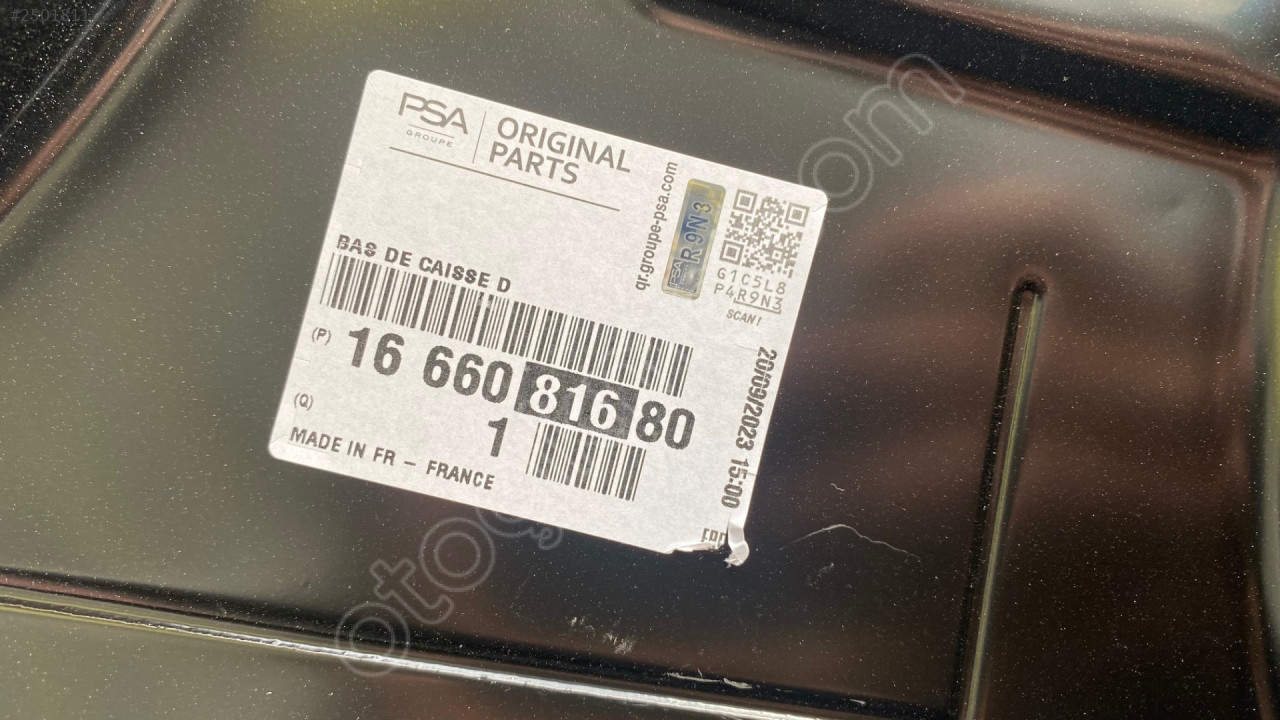 PSA
GROUPE
ORIGINAL
PARTS
qr.groupe-psa.com
PSA
R9N3
G1C5L8
P4R9N3
SCAN!
BAS DE CAISSE D
(P) 16 660 816 80
(Q) 1
MADE IN FR - FRANCE
20/09/2023 15:00